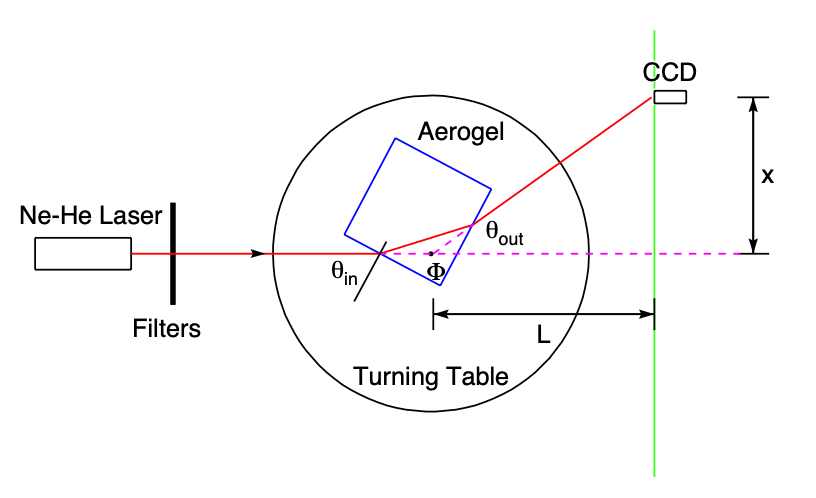 CCD
Aerogel
x
Ne-He Laser
θout
θin
Φ
Filters
L
Turning Table